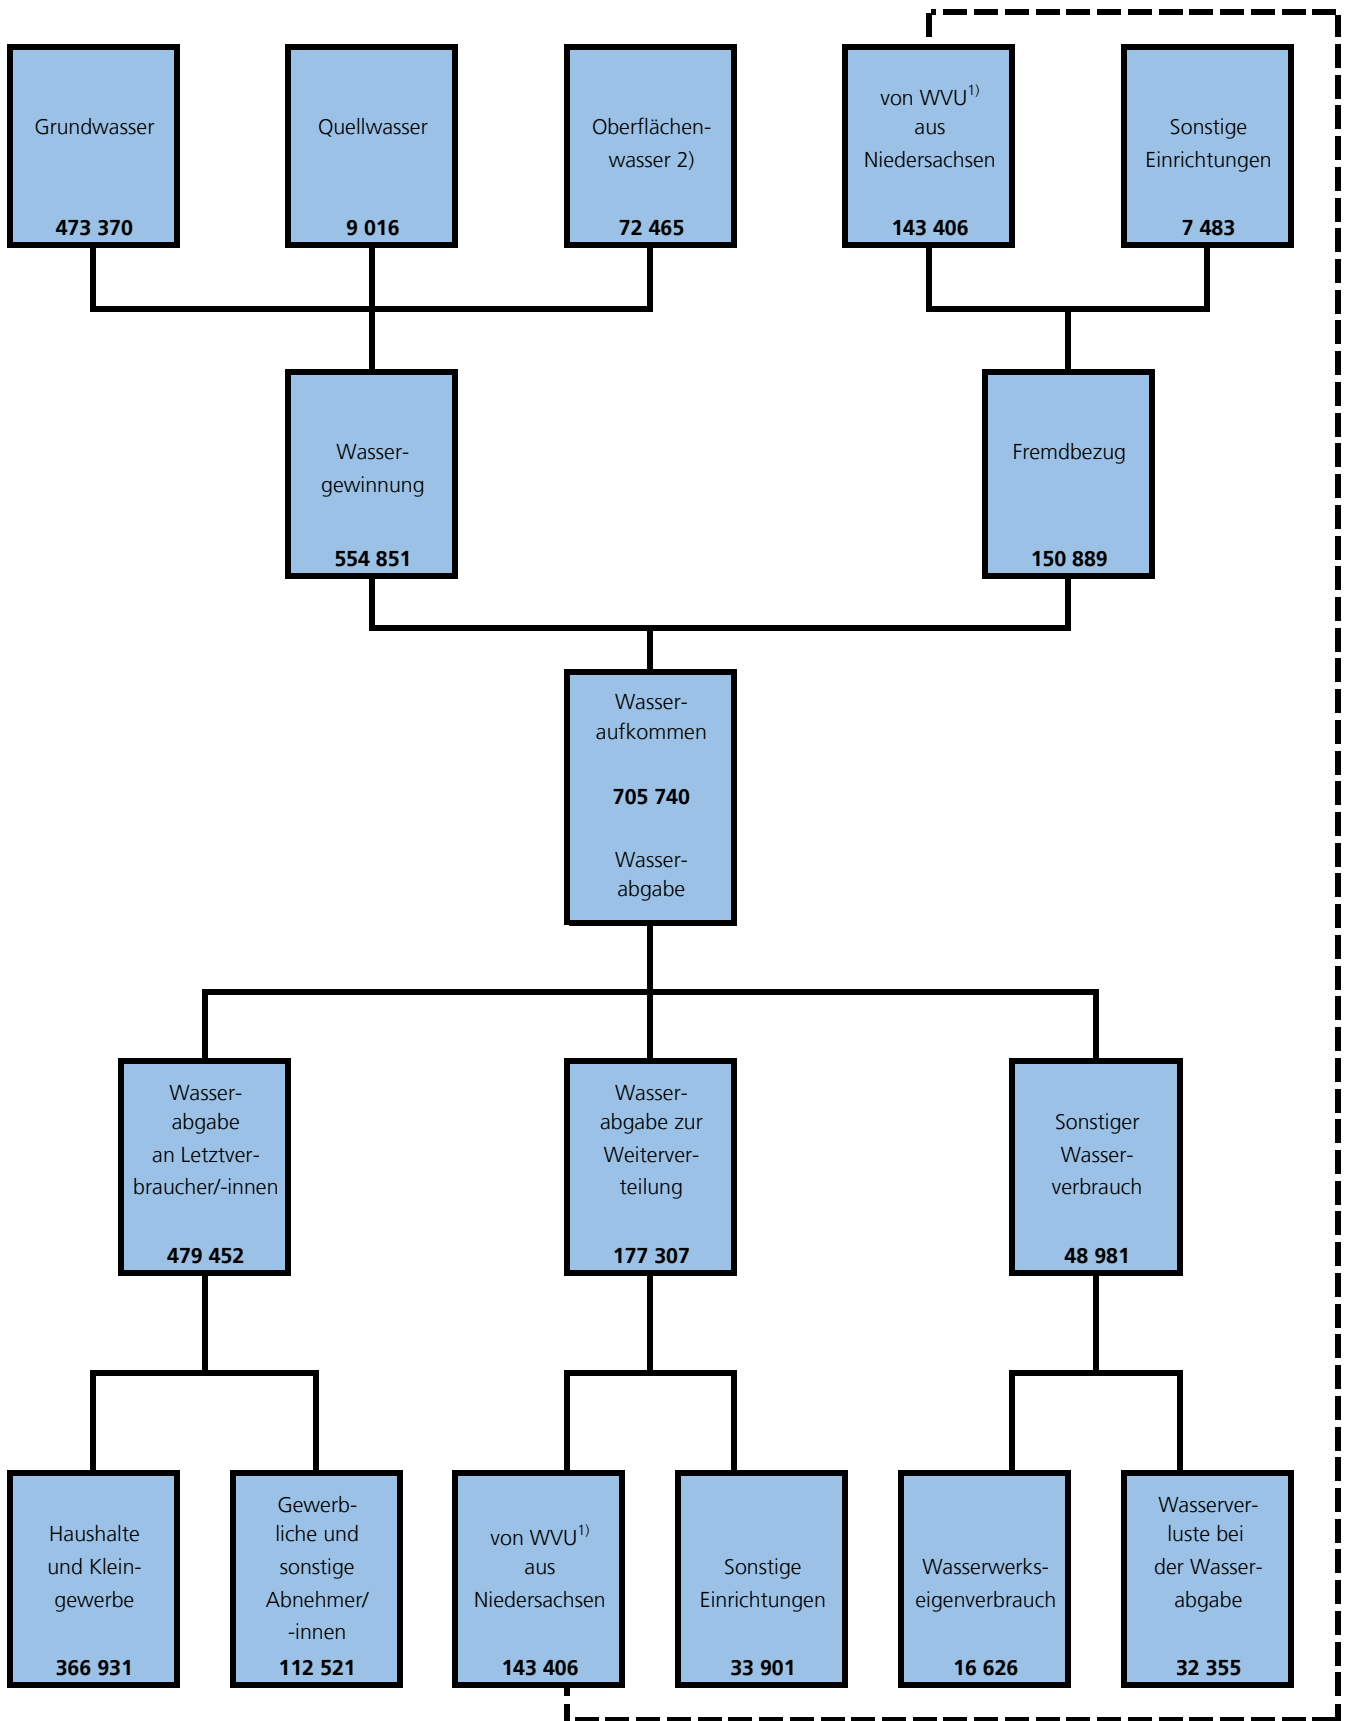 Grundwasser
473 370
Quellwasser
9 016
Oberflächen-
wasser 2)
72 465
von WVU1)
aus
Niedersachsen
143 406
Sonstige
Einrichtungen
7 483
Wasser-
gewinnung
554 851
Fremdbezug
150 889
Wasser-
aufkommen
705 740
Wasser-
abgabe
Wasser-
abgabe
an Letztver-
braucher/-innen
479 452
Wasser-
abgabe zur
Weiterver-
teilung
177 307
Sonstiger
Wasser-
verbrauch
48 981
Haushalte
und Klein-
gewerbe
366 931
Gewerb-
liche und
sonstige
Abnehmer/
-innen
112 521
von WVU1)
aus
Niedersachsen
143 406
Sonstige
Einrichtungen
33 901
Wasserwerks-
eigenverbrauch
16 626
Wasserver-
luste bei
der Wasser-
abgabe
32 355